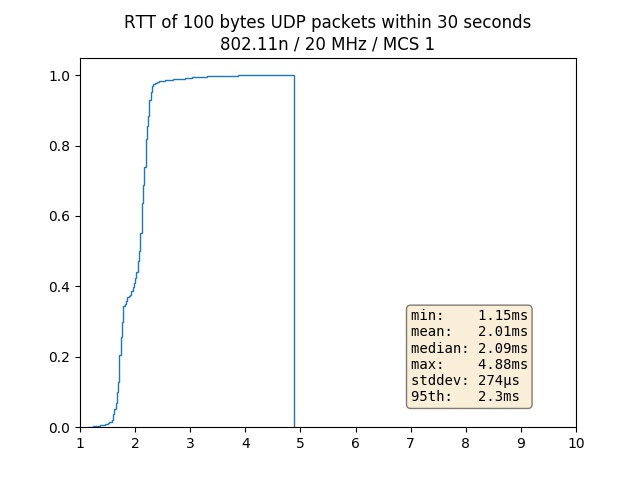 RTT of 100 bytes UDP packets within 30 seconds
802.11n / 20 MHz / MCS 1
1.0
0.8
0.6
0.4
0.2
0.0
min: 1.15ms
mean: 2.01ms
median: 2.09ms
max: 4.88ms
stddev: 274µs
95th: 2.3ms
1 2 3 4 5 6 7 8 9 10